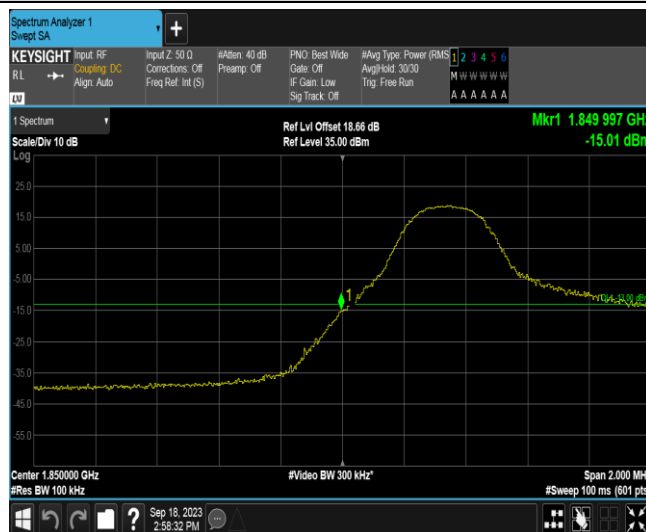 Spectrum Analyzer 1
Swept SA
+
KEYSIGHT
RL
LXI
Input: RF
Coupling: DC
Align: Auto
Input Z: 50 Ω
Corrections: Off
Freq Ref: Int (S)
#Atten: 40 dB
Preamp: Off
PNO: Best Wide
Gate: Off
IF Gain: Low
Sig Track: Off
#Avg Type: Power (RMS
Avg|Hold: 30/30
Trig: Free Run
1 2 3 4 5 6
M W W W W W
A A A A A A
1 Spectrum
Scale/Div 10 dB
Log
Ref Lvl Offset 18.66 dB
Ref Level 35.00 dBm
Mkr1 1.849 997 GHz
-15.01 dBm
25.0
15.0
5.00
-5.00
-15.0
-25.0
-35.0
-45.0
-55.0
1
DL1 -13.00 dBm
Center 1.850000 GHz
#Res BW 100 kHz
#Video BW 300 kHz*
Span 2.000 MH
#Sweep 100 ms (601 pts
?
Sep 18, 2023
2:58:32 PM